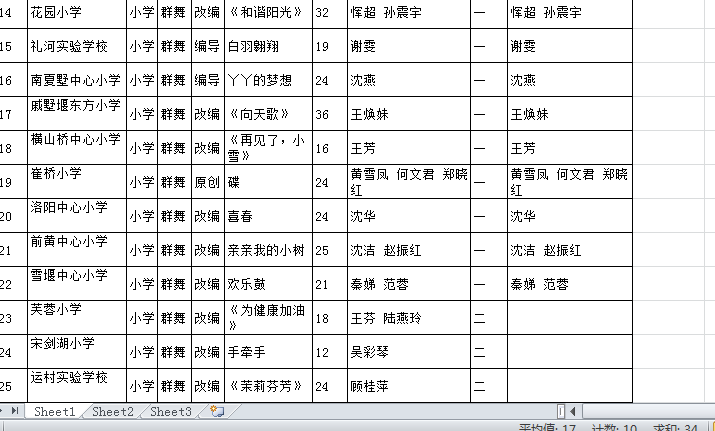 14 花园小学 小学 群舞 改编 《和谐阳光》 32 恽超 孙震宇 一 恽超 孙震宇
15 礼河实验学校 小学 群舞 编导 白羽翱翔 19 谢雯 一 谢雯
16 南夏墅中心小学 小学 群舞 编导 丫丫的梦想 24 沈燕 一 沈燕
17 戚墅堰东方小学 小学 群舞 改编 《向天歌》 36 王焕妹 一 王焕妹
18 横山桥中心小学 小学 群舞 改编 《再见了，小
雪》 16 王芳 一 王芳
19 崔桥小学 小学 群舞 原创 碟 24 黄雪凤 何文君 郑晓
红 一 黄雪凤 何文君 郑晓
红
20 洛阳中心小学 小学 群舞 改编 喜春 24 沈华 一 沈华
21 前黄中心小学 小学 群舞 改编 亲亲我的小树 25 沈洁 赵振红 一 沈洁 赵振红
22 雪堰中心小学 小学 群舞 改编 欢乐鼓 21 秦娣 范蓉 一 秦娣 范蓉
23 芙蓉小学 小学 群舞 改编 《为健康加油
》 18 王芬 陆燕玲 二
24 宋剑湖小学 小学 群舞 改编 手牵手 12 吴彩琴 二
25 运村实验学校 小学 群舞 改编 《茉莉芬芳》 24 顾桂萍 二
Sheet1 Sheet2 Sheet3
平均值: 17 计数: 10 求和: 34